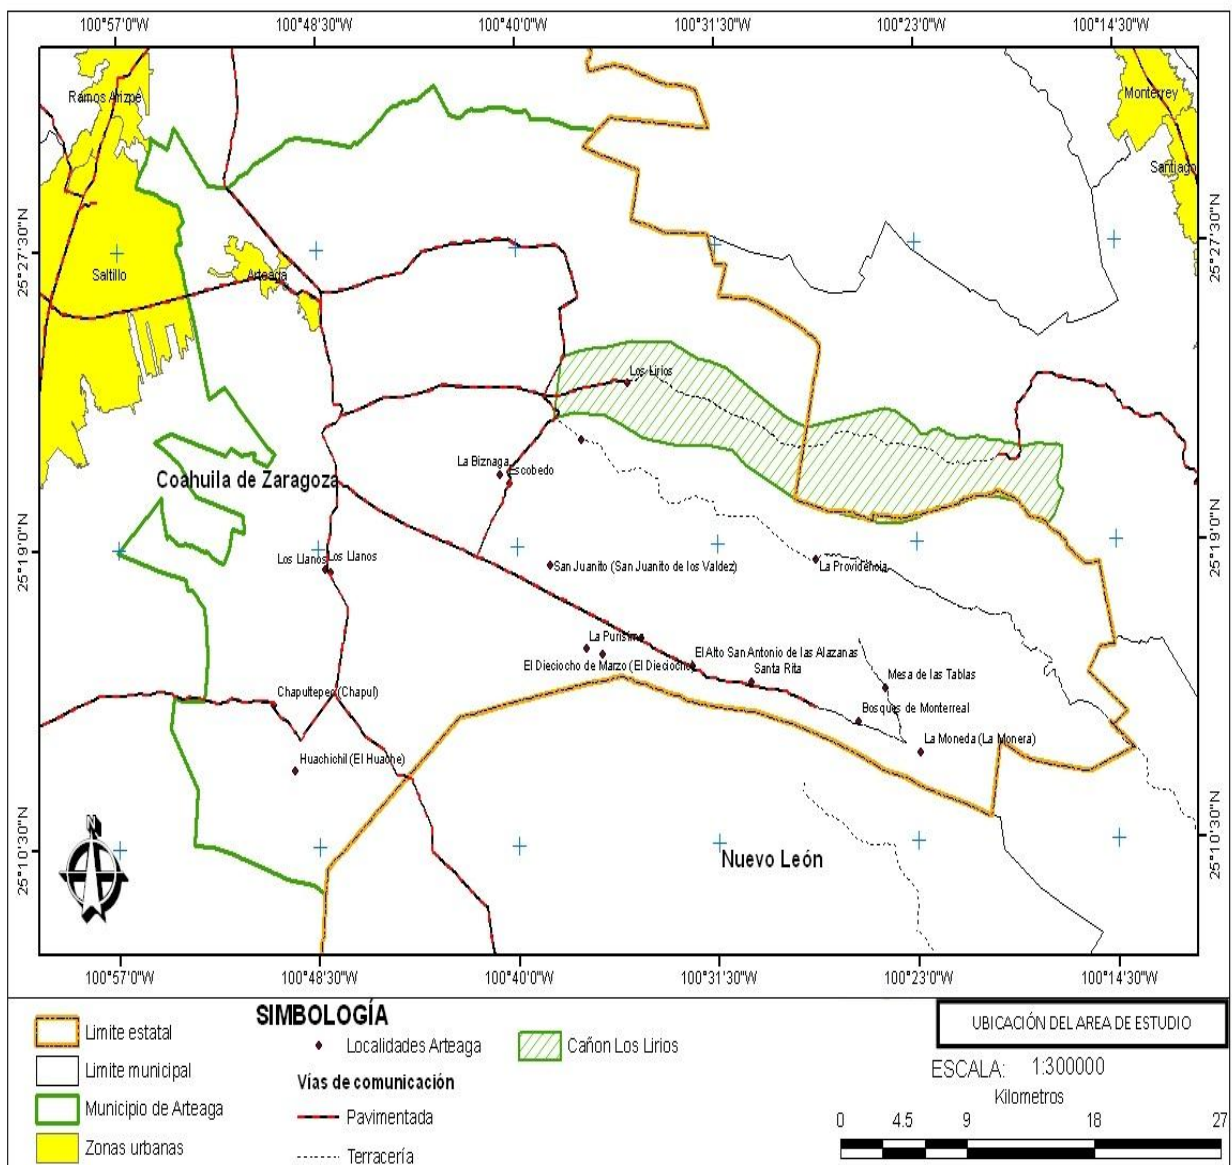 100°57'0"W 100°48'30"W 100°40'0"W 100°31'30"W 100°23'0"W 100°14'30"W
Ramos Arizpe
Monterrey
Santiago
25°27'30"N
25°27'30"N
Saltillo
Arteaga
Los Lirios
La Biznaga
Escobedo
Coahuila de Zaragoza
25°19'0"N
25°19'0"N
Los Llanos
Los Llanos
San Juanito (San Juanito de los Valdez)
La Providencia
La Purísima
El Dieciocho de Marzo (El Dieciocho)
El Alto San Antonio de las Alazanas
Santa Rita
Mesa de las Tablas
Chapultepec (Chapul)
Bosques de Monterreal
La Moneda (La Monera)
Huachichil (El Huache)
25°10'30"N
25°10'30"N
N
Nuevo León
100°57'0"W 100°48'30"W 100°40'0"W 100°31'30"W 100°23'0"W 100°14'30"W
SIMBOLOGÍA
Limite estatal
Limite municipal
Municipio de Arteaga
Zonas urbanas
Localidades Arteaga
Vías de comunicación
Pavimentada
Terracería
Cañon Los Lirios
UBICACIÓN DEL AREA DE ESTUDIO
ESCALA: 1:300000
Kilometros
0 4.5 9 18 27